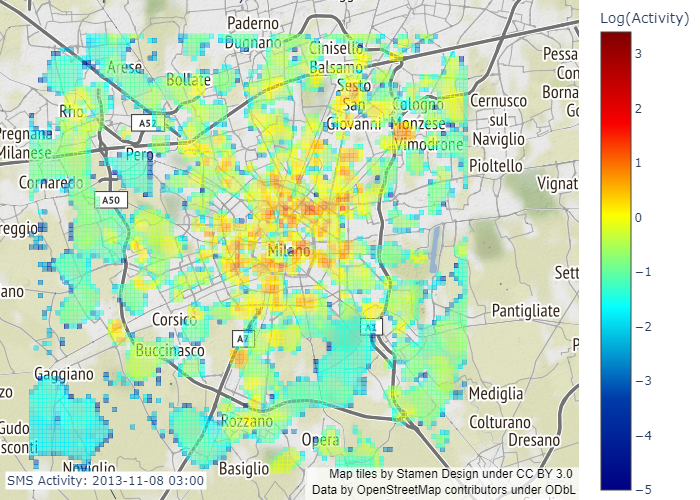 Log(Activity)
3
2
1
0
−1
−2
−3
−4
−5
Paderno
Dugnano
Cinisello
Balsamo
Arese
Bollate
Sesto
San
Giovanni
Cologno
Monzese
Vimodrone
Cernusco
sul
Naviglio
Pioltello
Rho
A52
Pero
Pregnana
Milanese
Cornaredo
A50
Vignat
reggio
Milano
Sett
ano
Pantigliate
Corsico
A7
A1
Buccinasco
Gaggiano
Mediglia
Colturano
Dresano
Rozzano
Opera
Basiglio
Noviglio
Pessa
Con
Borna
Go
zo
Gudo
sconti
P
SMS Activity: 2013-11-08 03:00
Map tiles by Stamen Design under CC BY 3.0
Data by OpenStreetMap contributors under ODbL